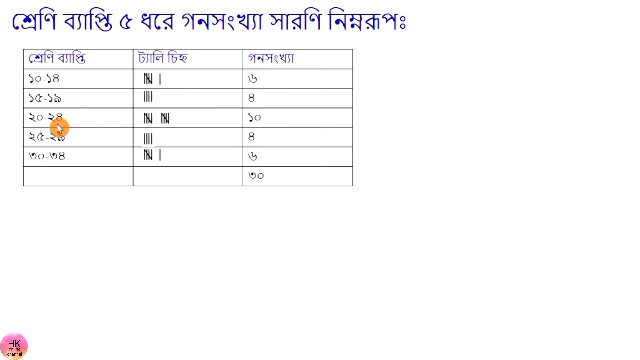 শ্রেণি ব্যাপ্তি ৫ ধরে গনসংখ্যা সারণি নিম্নরূপঃ
শ্রেণি ব্যাপ্তি ট্যালি চিহ্ন গনসংখ্যা
১০-১৪ ৬
১৫-১৯ ৪
২০-২৪ ১০
২৫-২৯ ৪
৩০-৩৪ ৬
৩০
HK